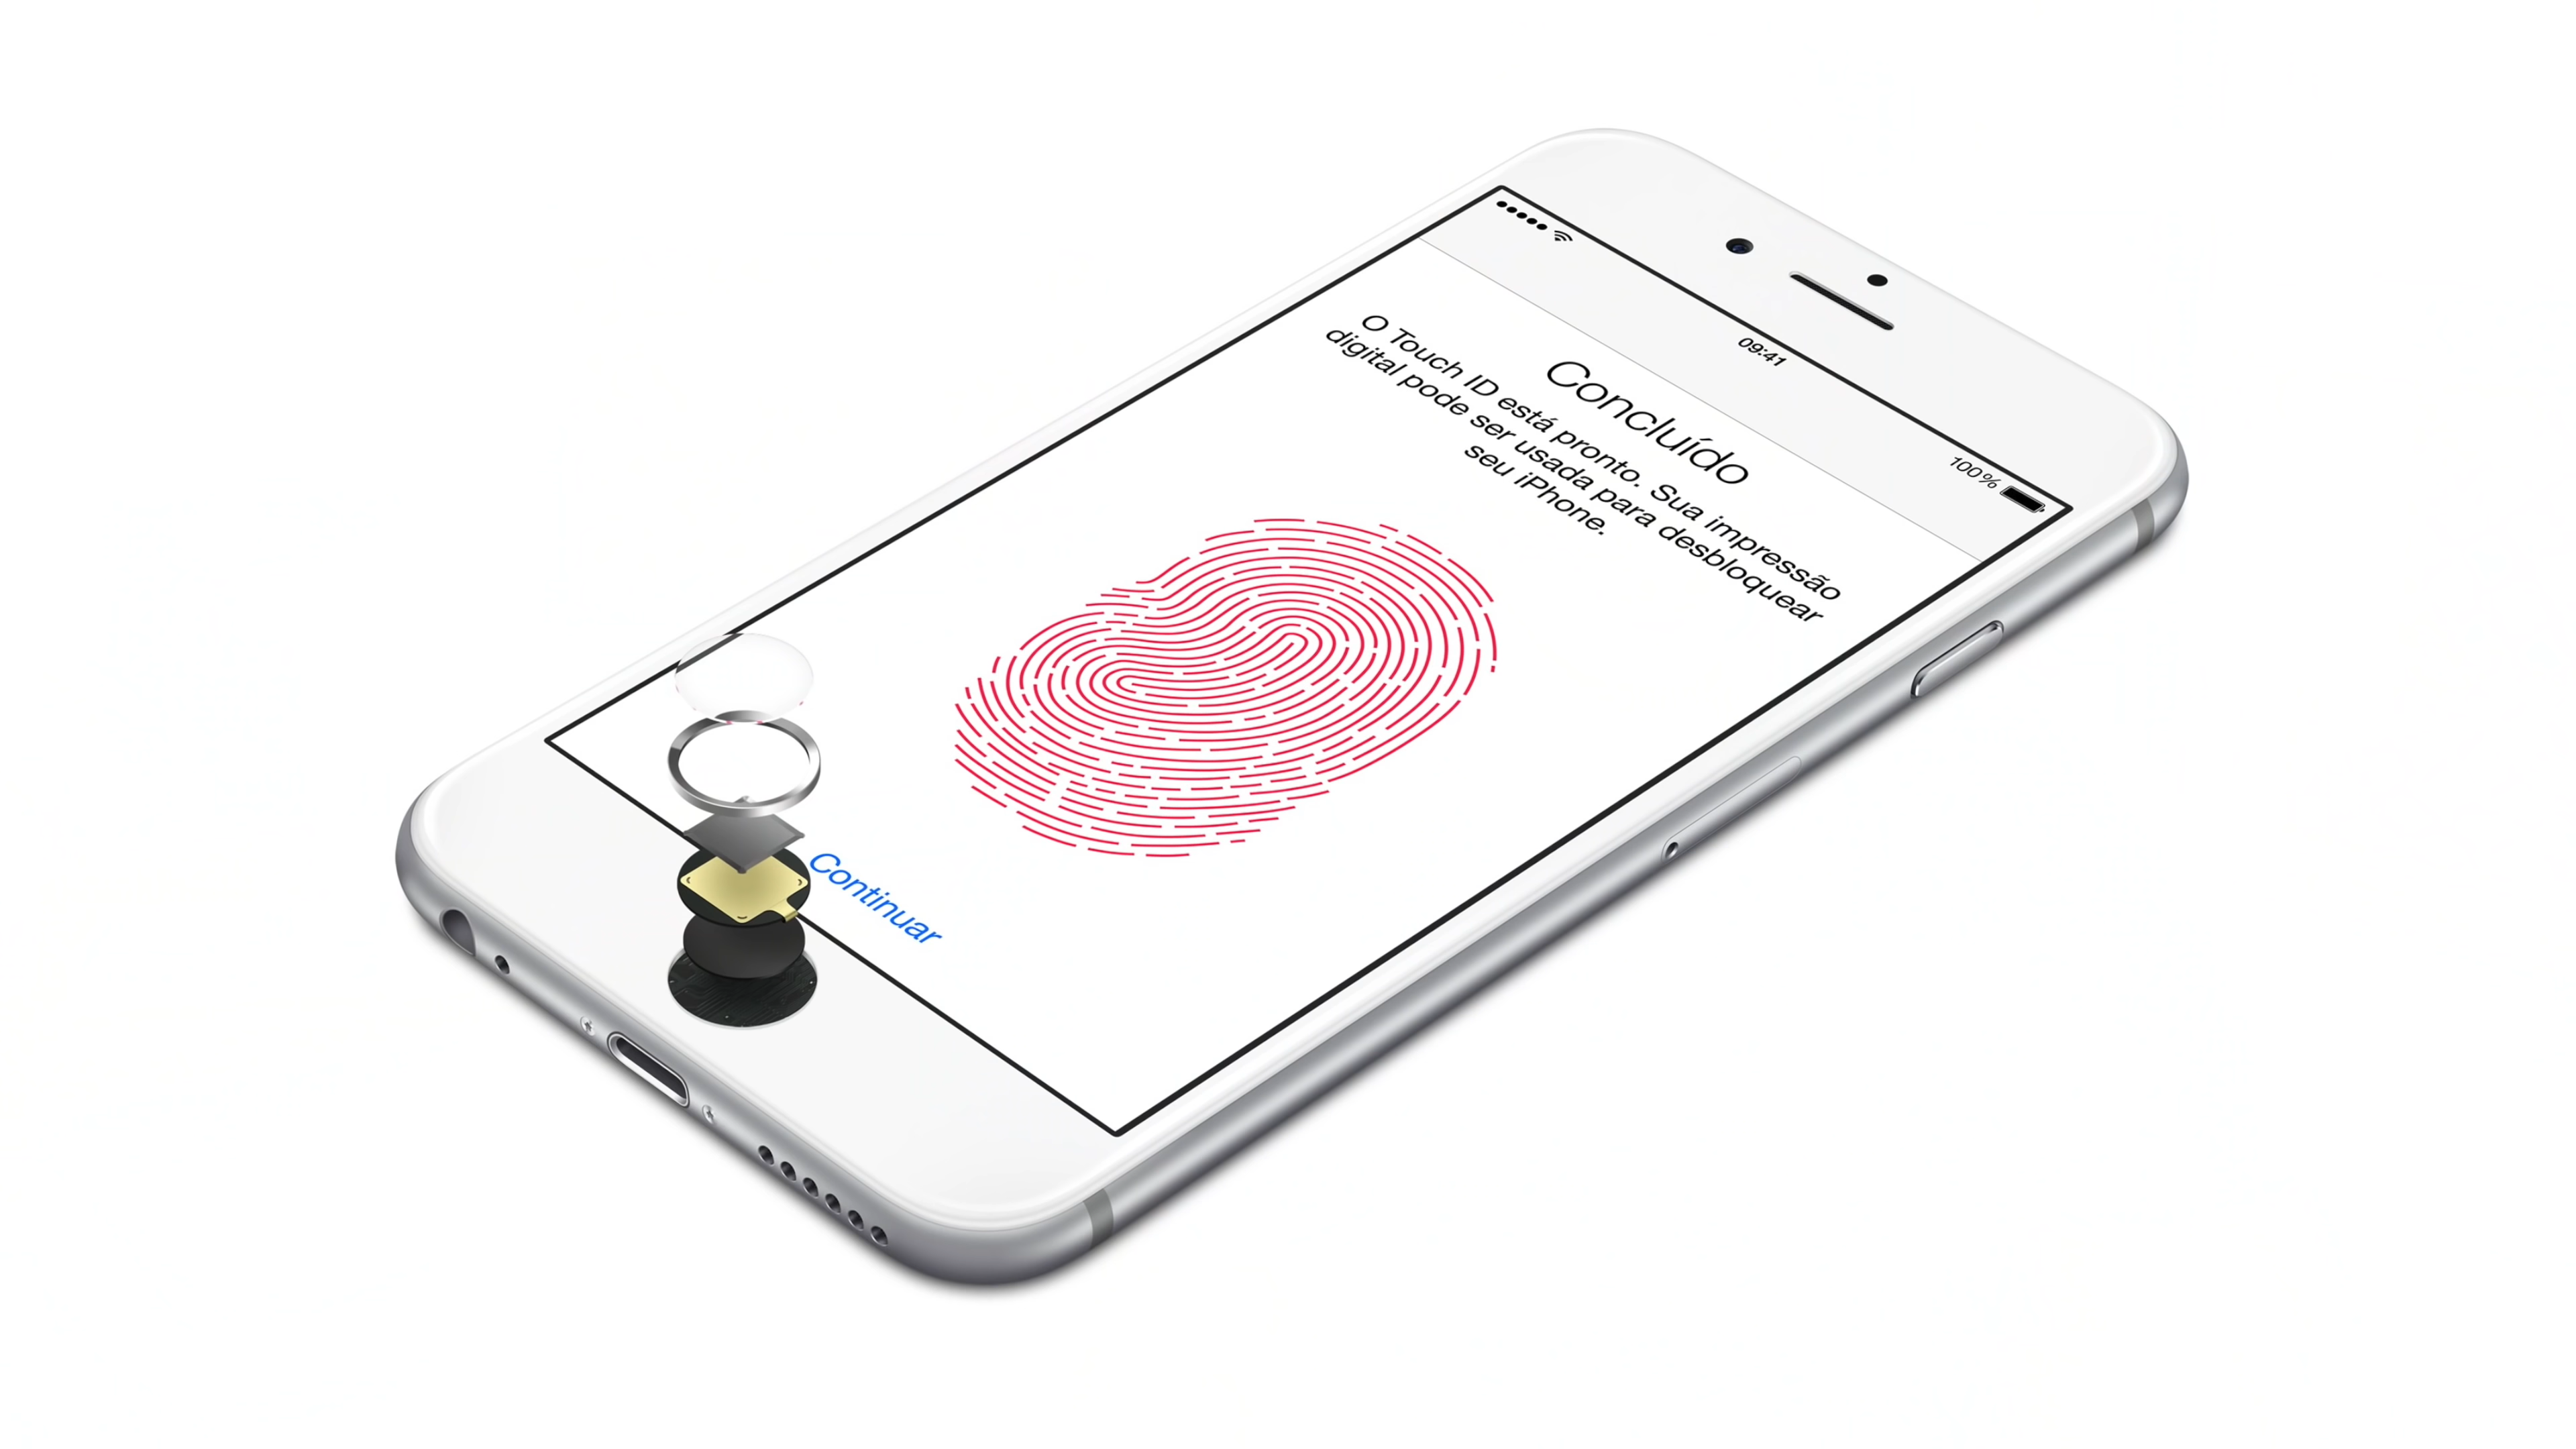 09:41
100%
Concluído
O Touch ID está pronto. Sua impressão
digital pode ser usada para desbloquear
seu iPhone.
Continuar